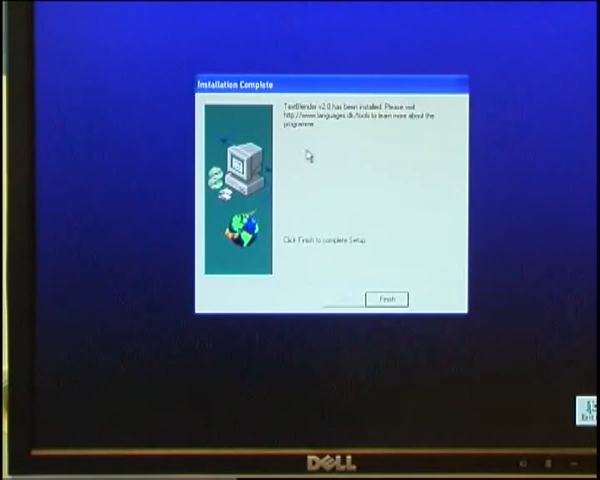 Installation Complete
TextBlender v2.0 has been installed. Please visit
http://www.languages.dk/tools to learn more about the
programme
Click Finish to complete Setup.
Finish
Exit
DELL